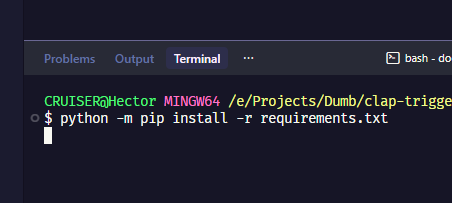 Problems Output Terminal ···
bash - do
CRUISER@Hector MINGW64 /e/Projects/Dumb/clap-trigge
$ python -m pip install -r requirements.txt